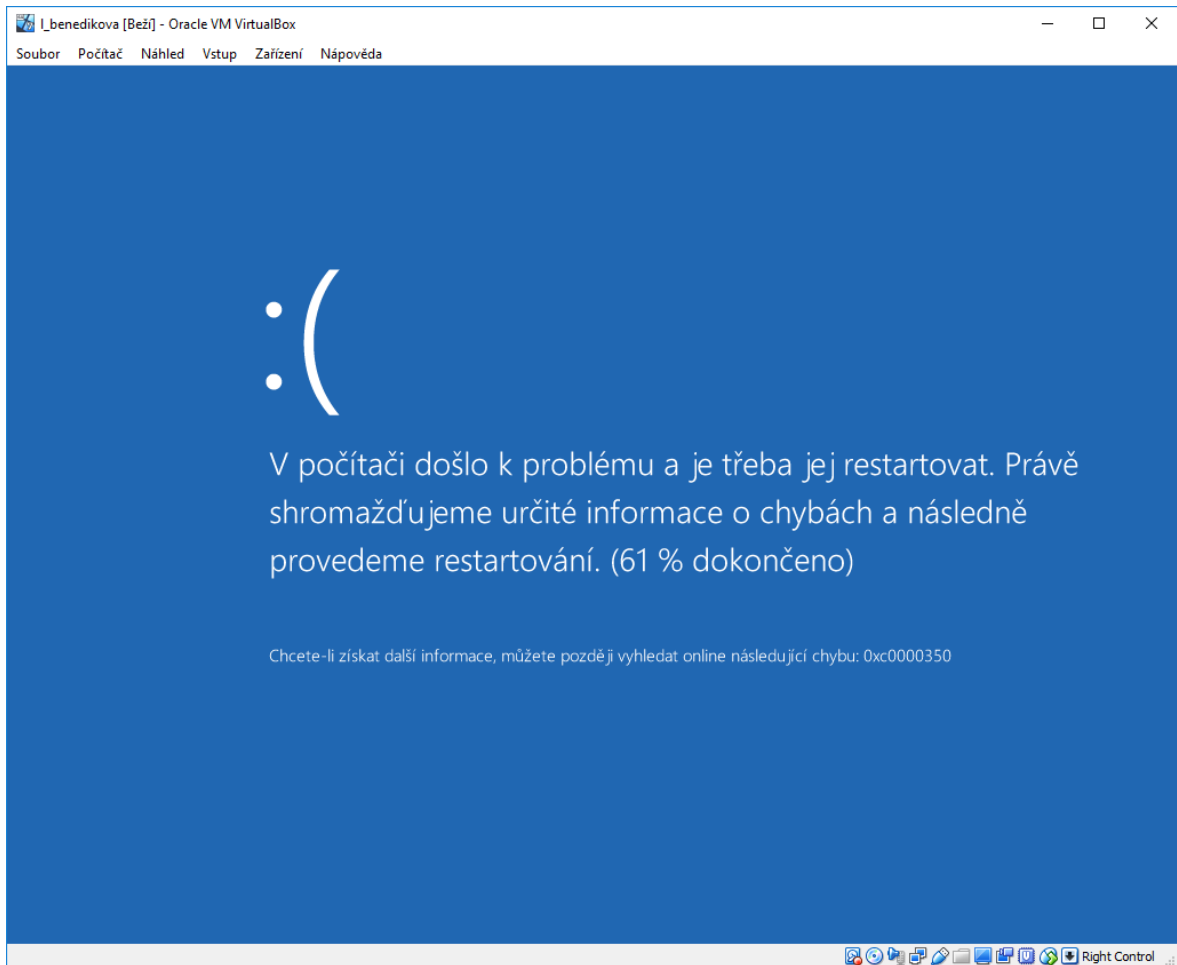 l_benedikova [Beží] - Oracle VM VirtualBox
Soubor Počítač Náhled Vstup Zařízení Nápověda
:(
V počítači došlo k problému a je třeba jej restartovat. Právě
shromažďujeme určité informace o chybách a následně
provedeme restartování. (61 % dokončeno)
Chcete-li získat další informace, můžete později vyhledat online následující chybu: 0xc0000350
Right Control